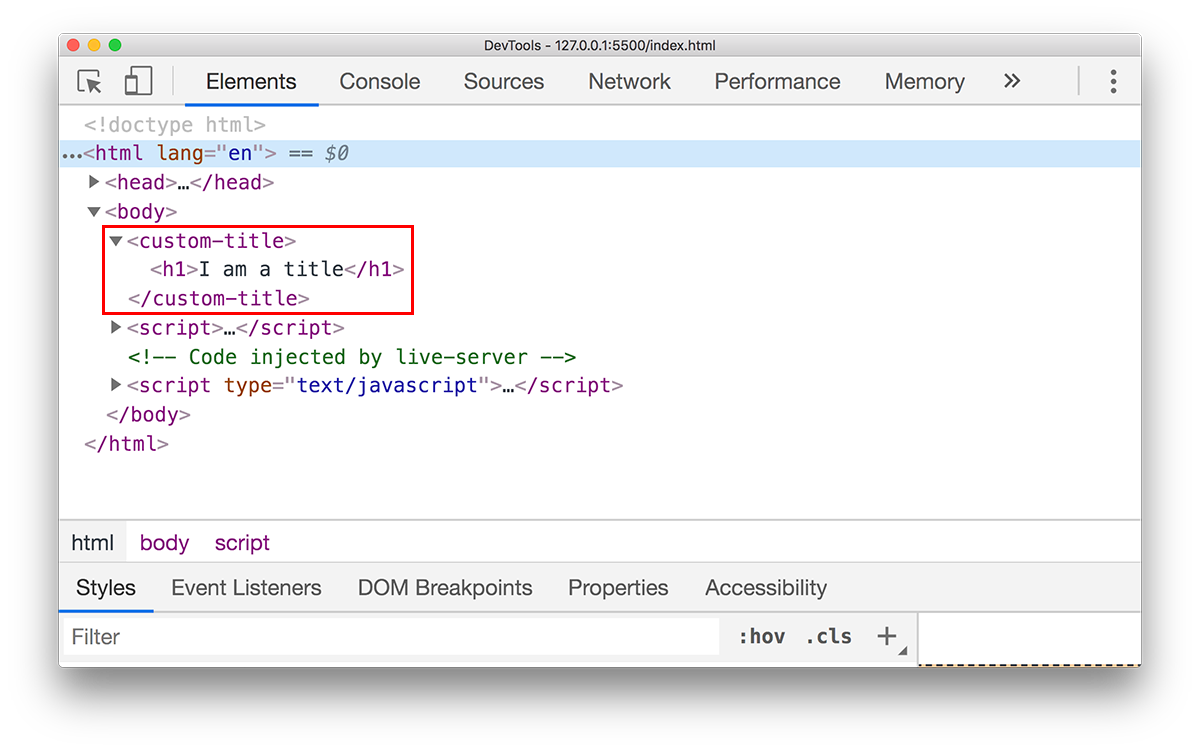 DevTools - 127.0.0.1:5500/index.html
Elements Console Sources Network Performance Memory »
<!doctype html>
…<html lang="en"> == $0
<head>…</head>
<body>
<custom-title>
<h1>I am a title</h1>
</custom-title>
<script>…</script>
<!-- Code injected by live-server -->
<script type="text/javascript">…</script>
</body>
</html>
html body script
Styles Event Listeners DOM Breakpoints Properties Accessibility
Filter :hov .cls +